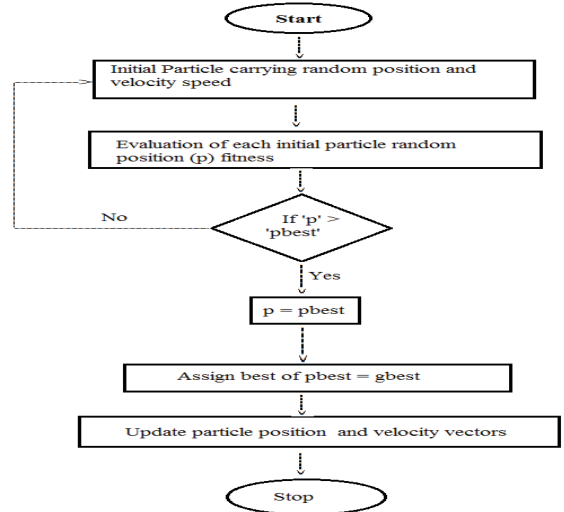 Start
Initial Particle carrying random position and
velocity speed
Evaluation of each initial particle random
position (p) fitness
No
If 'p' >
'pbest'
Yes
p = pbest
Assign best of pbest = gbest
Update particle position and velocity vectors
Stop